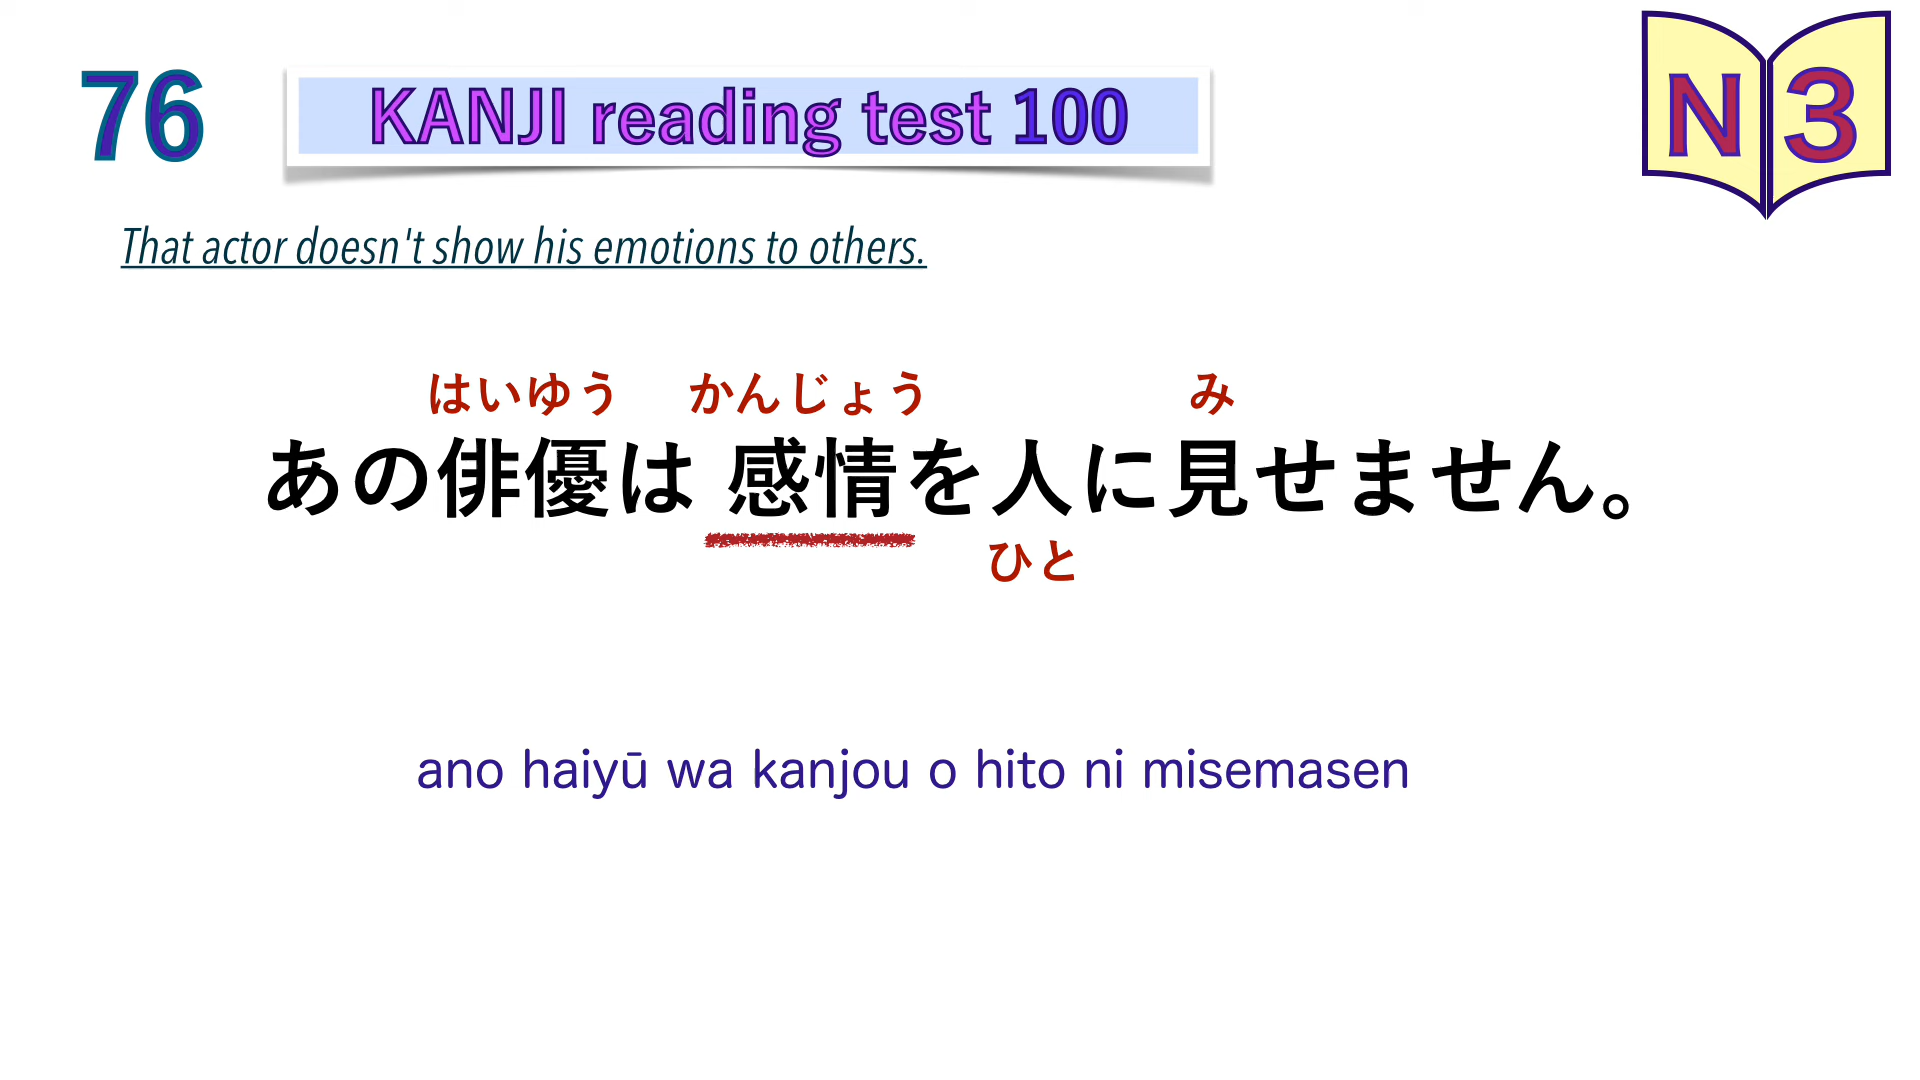 76
KANJI reading test 100
N3
That actor doesn't show his emotions to others.
はいゆう かんじょう み
あの俳優は 感情を人に見せません。
ひと
ano haiyū wa kanjou o hito ni misemasen